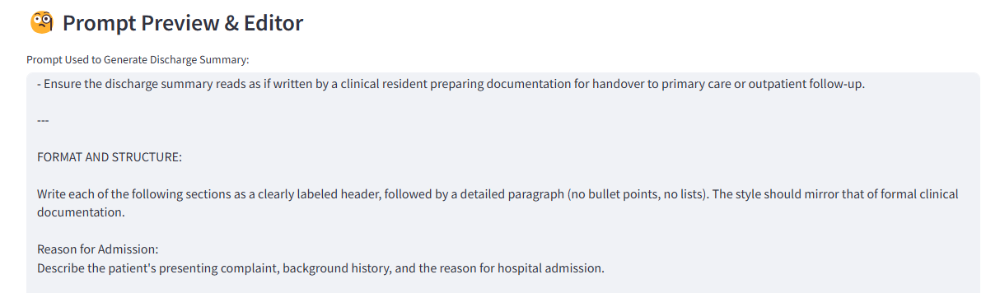 Prompt Preview & Editor
Prompt Used to Generate Discharge Summary:
- Ensure the discharge summary reads as if written by a clinical resident preparing documentation for handover to primary care or outpatient follow-up.
---
FORMAT AND STRUCTURE:
Write each of the following sections as a clearly labeled header, followed by a detailed paragraph (no bullet points, no lists). The style should mirror that of formal clinical
documentation.
Reason for Admission:
Describe the patient's presenting complaint, background history, and the reason for hospital admission.